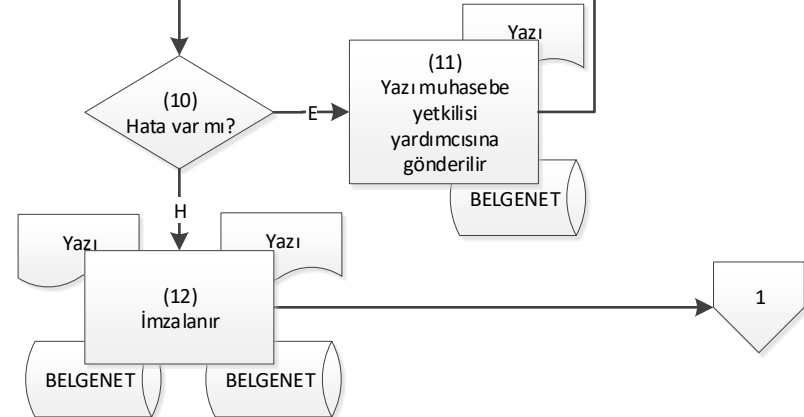 Yazı
(11)
Yazı muhasebe
yetkilisi
yardımcısına
gönderilir
BELGENET
(10)
Hata var mı?
E
H
Yazı
Yazı
(12)
İmzalanır
BELGENET
BELGENET
1